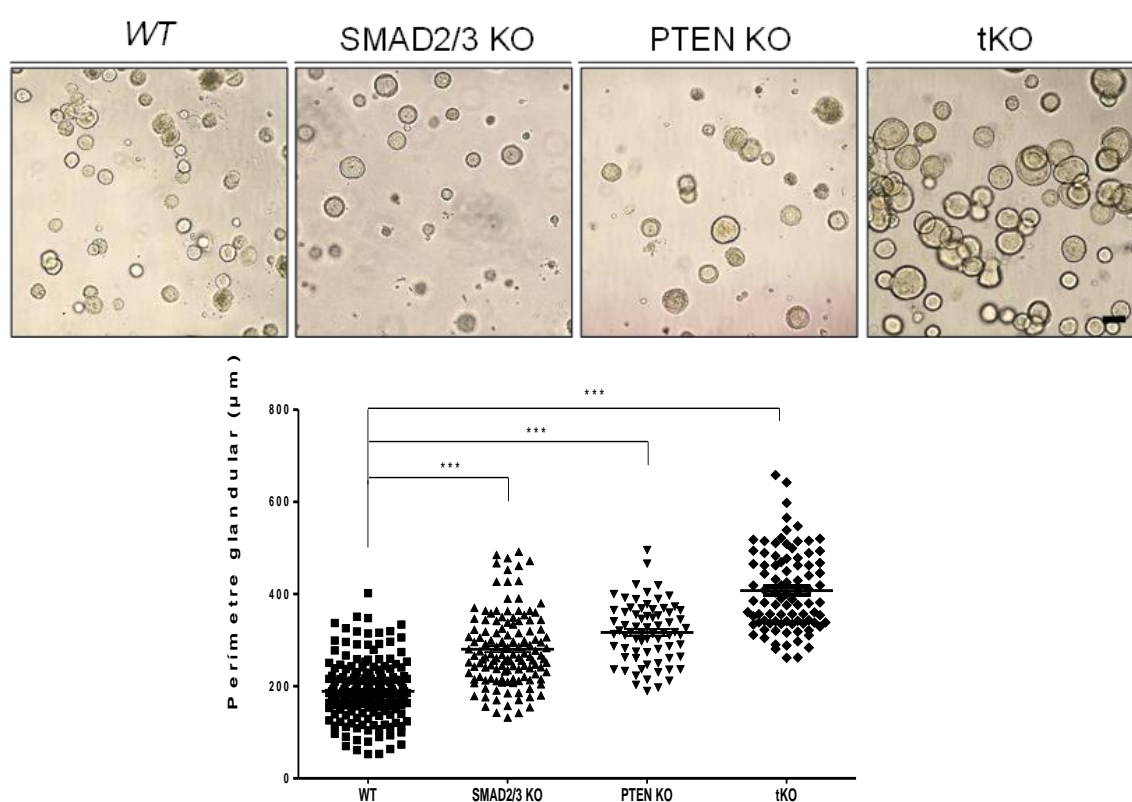 WT SMAD2/3 KO PTEN KO tKO
Perímetre glandular (µm)
***
***
***
800
600
400
200
0
WT SMAD2/3 KO PTEN KO tKO